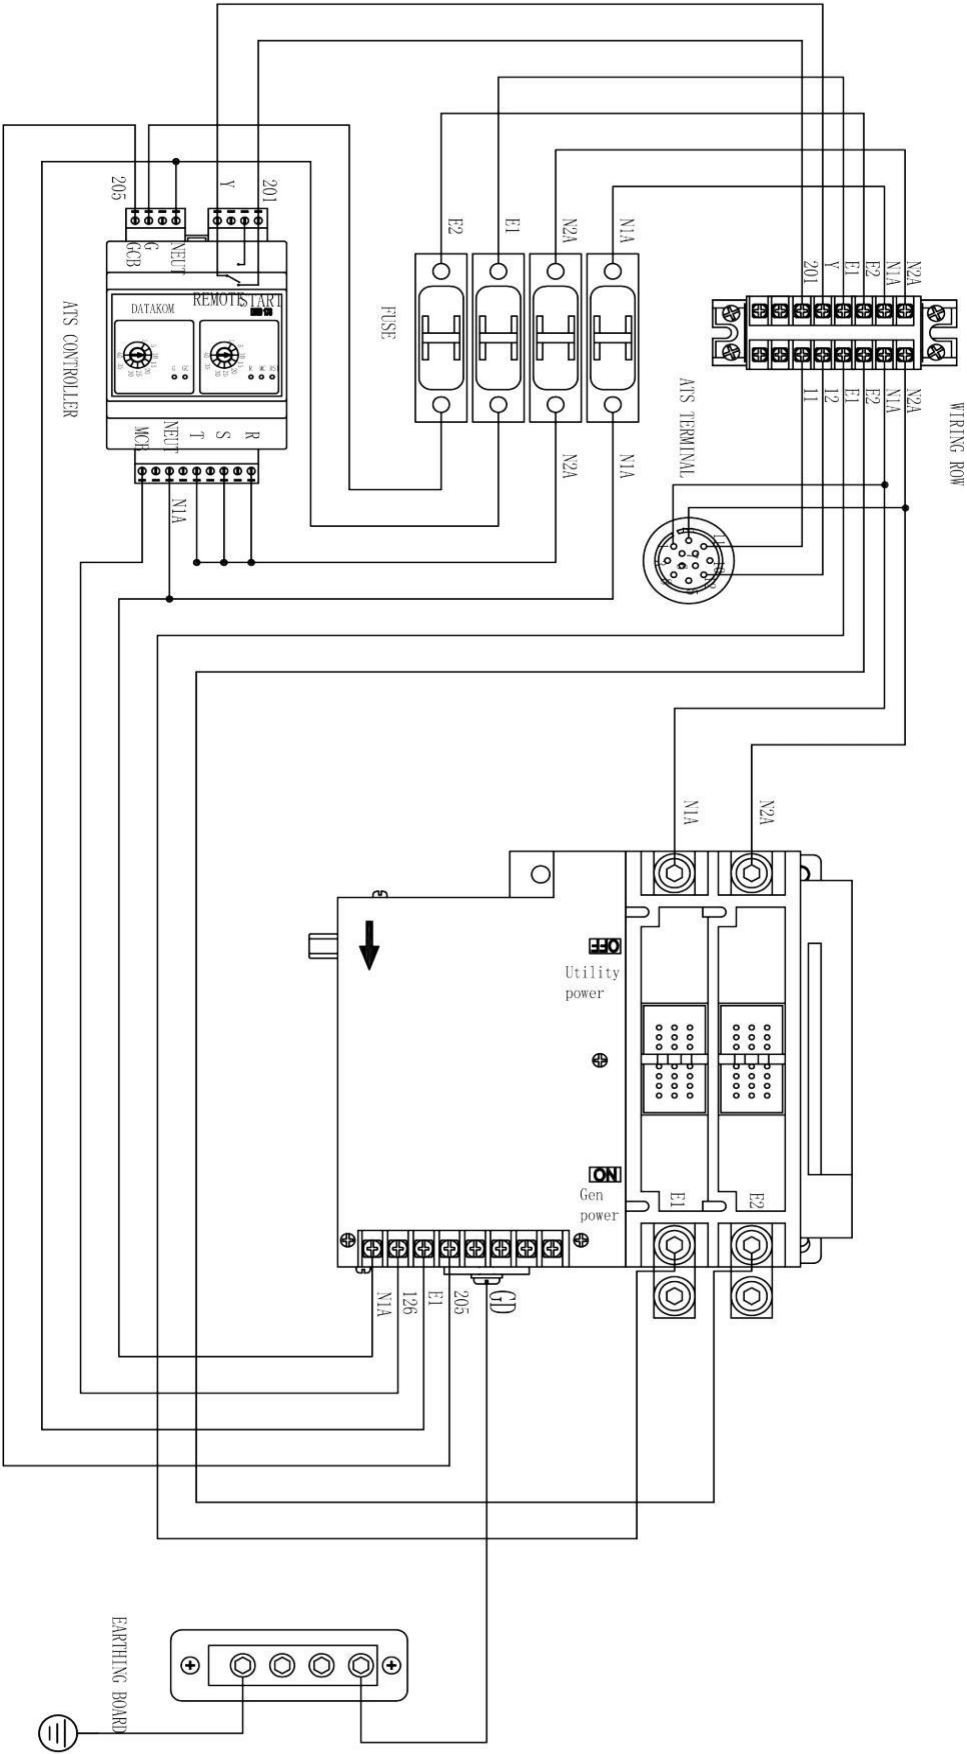 205
Y
201
GCB
G
NEUT
DATAKOM
REMOTE START
ATS CONTROLLER
MCB
NEUT
T
S
R
N1A
E2
E1
N2A
N1A
FUSE
N2A
N1A
201
Y
E1
E2
N1A
N2A
11
12
E1
E2
N1A
N2A
WIRING ROW
ATS TERMINAL
N1A
N2A
OFF
Utility
power
ON
Gen
power
E1
E2
N1A
126
E1
205
GD
EARTHING BOARD